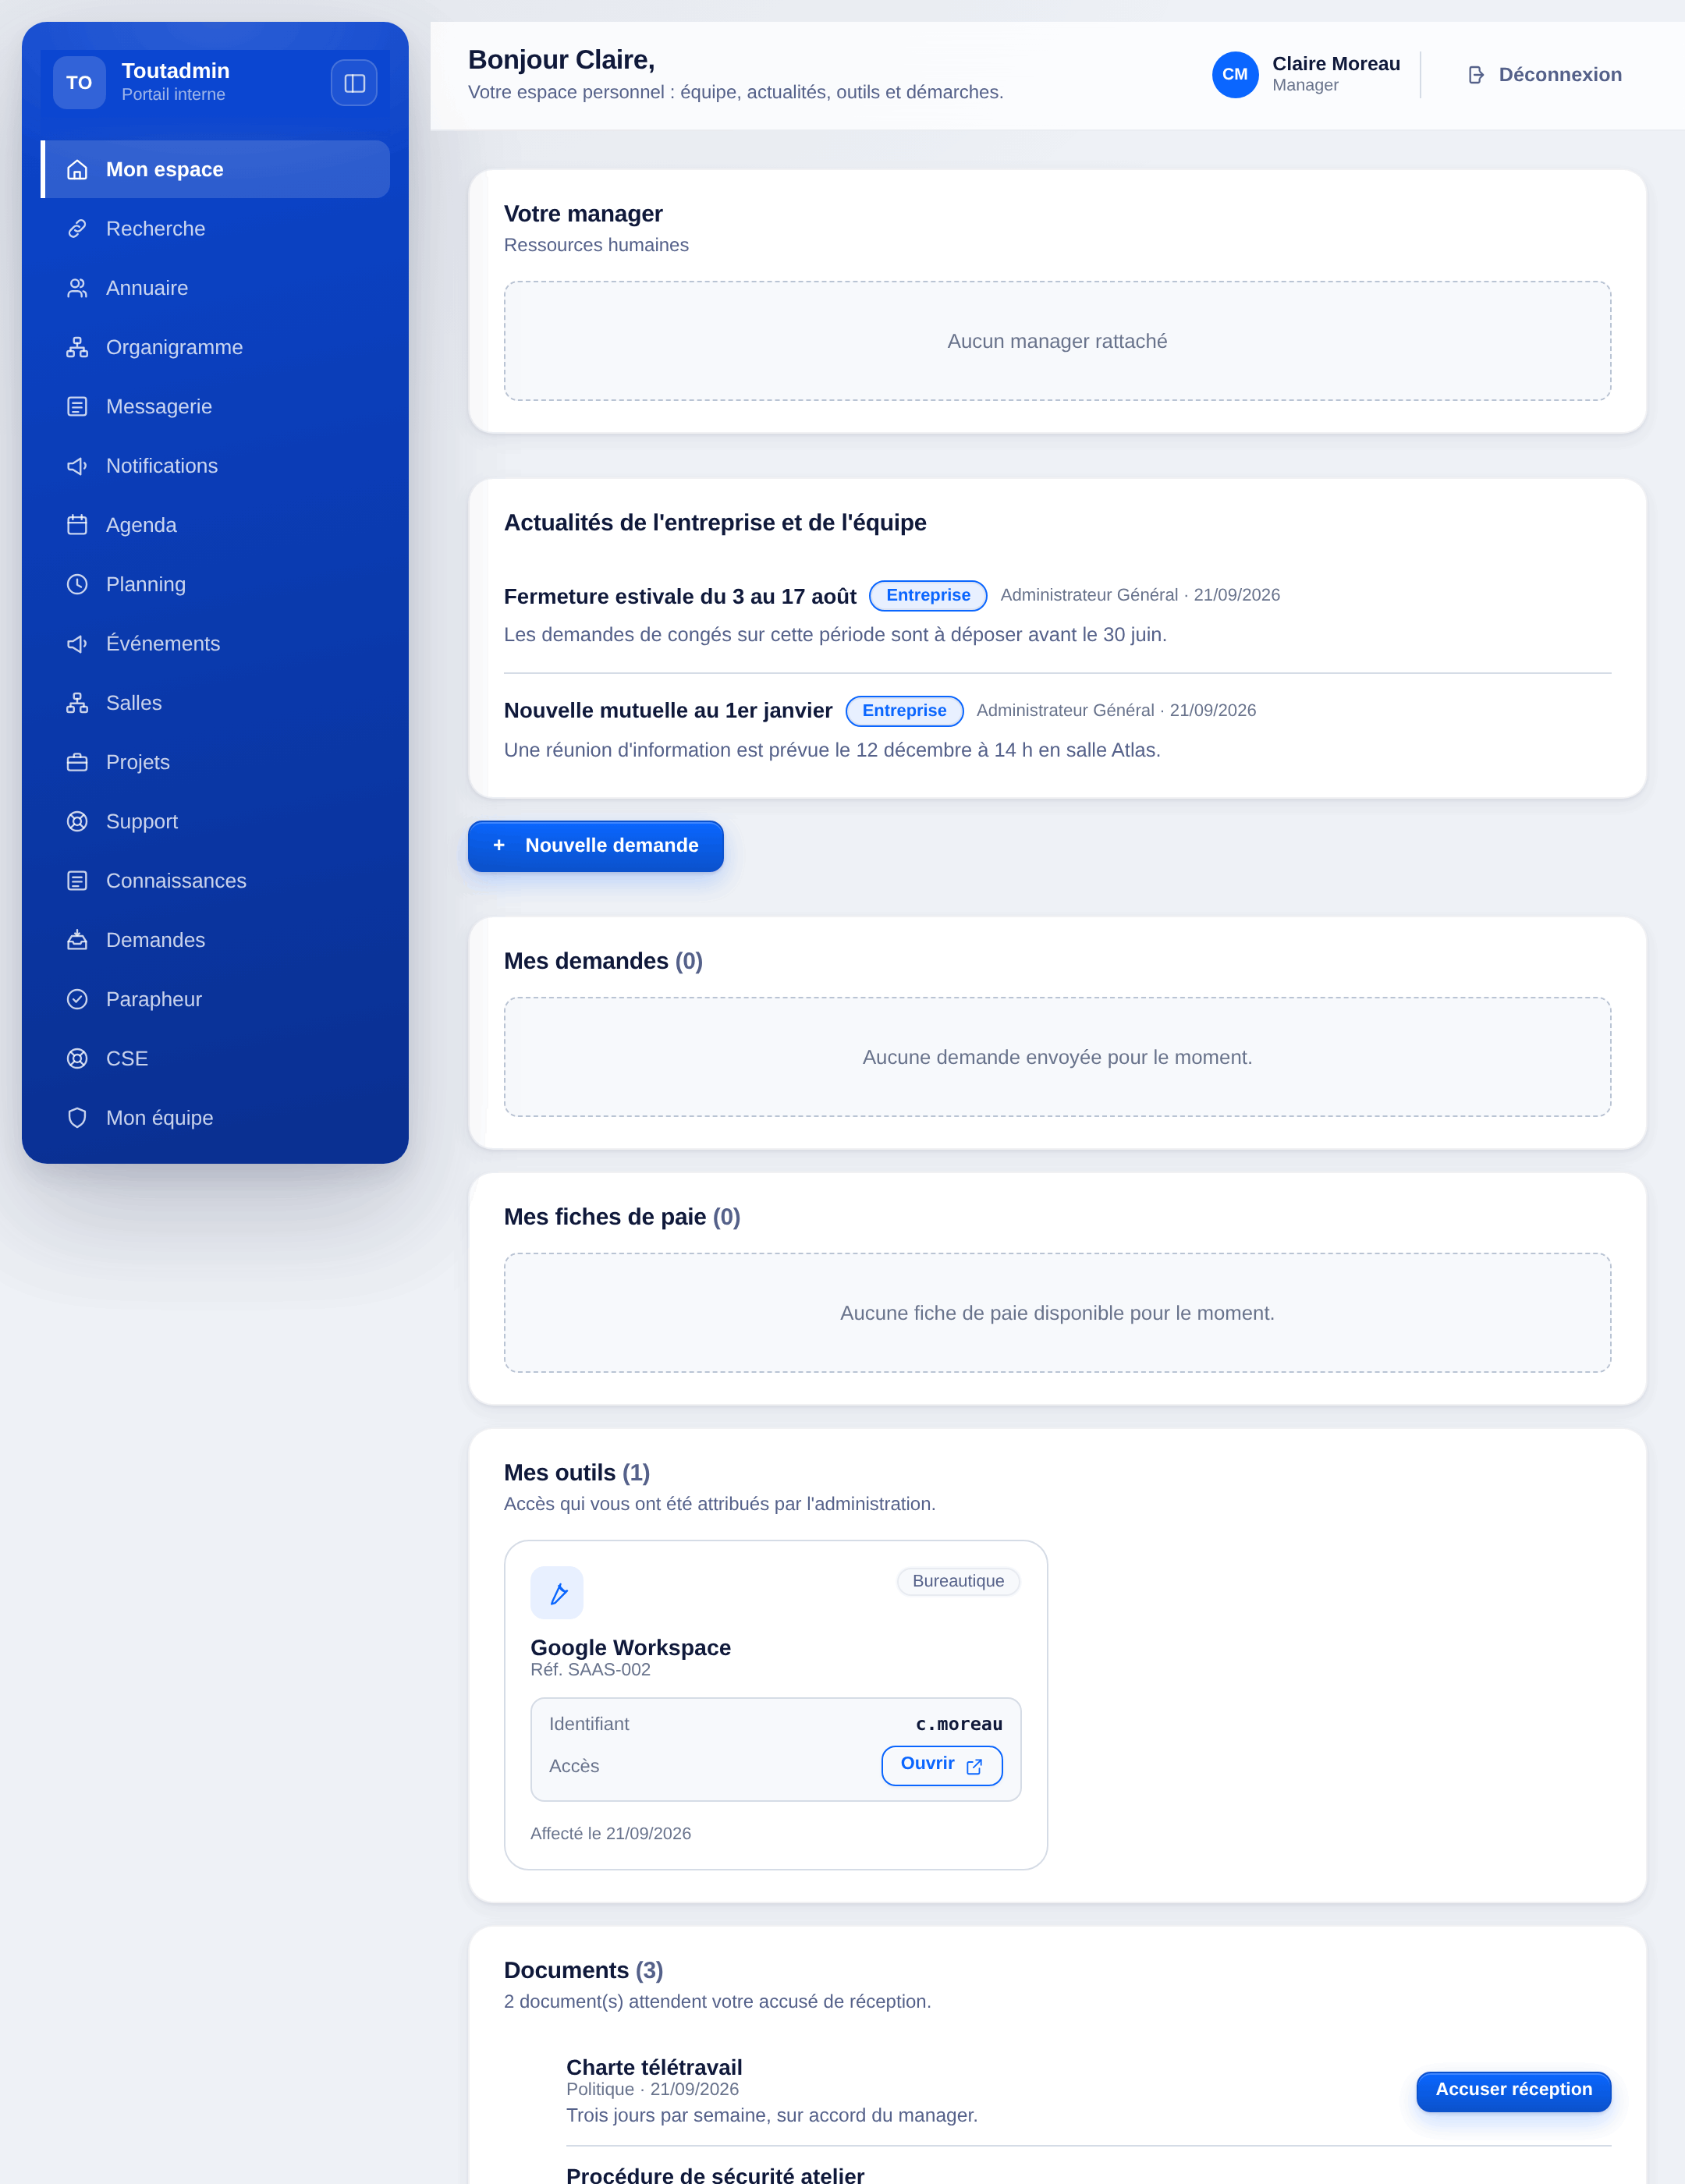 TO
Toutadmin
Portail interne
Mon espace
Recherche
Annuaire
Organigramme
Messagerie
Notifications
Agenda
Planning
Événements
Salles
Projets
Support
Connaissances
Demandes
Parapheur
CSE
Mon équipe
Bonjour Claire,
Votre espace personnel : équipe, actualités, outils et démarches.
CM
Claire Moreau
Manager
Déconnexion
Votre manager
Ressources humaines
Aucun manager rattaché
Actualités de l'entreprise et de l'équipe
Fermeture estivale du 3 au 17 août Entreprise Administrateur Général · 21/09/2026
Les demandes de congés sur cette période sont à déposer avant le 30 juin.
Nouvelle mutuelle au 1er janvier Entreprise Administrateur Général · 21/09/2026
Une réunion d'information est prévue le 12 décembre à 14 h en salle Atlas.
+ Nouvelle demande
Mes demandes (0)
Aucune demande envoyée pour le moment.
Mes fiches de paie (0)
Aucune fiche de paie disponible pour le moment.
Mes outils (1)
Accès qui vous ont été attribués par l'administration.
Bureautique
Google Workspace
Réf. SAAS-002
Identifiant c.moreau
Accès Ouvrir
Affecté le 21/09/2026
Documents (3)
2 document(s) attendent votre accusé de réception.
Charte télétravail
Politique · 21/09/2026
Trois jours par semaine, sur accord du manager.
Accuser réception
Procédure de sécurité atelier